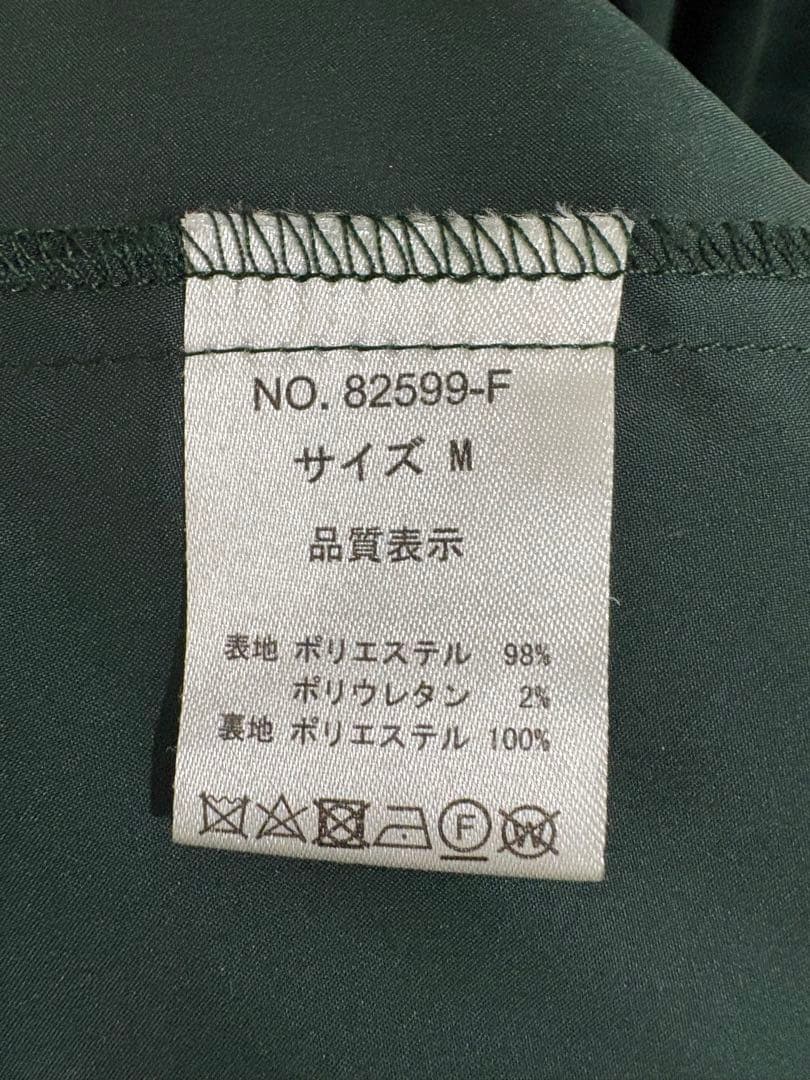 NO. 82599-F
サイズ M
品質表示
表地 ポリエステル 98%
ポリウレタン 2%
裏地 ポリエステル 100%
F W